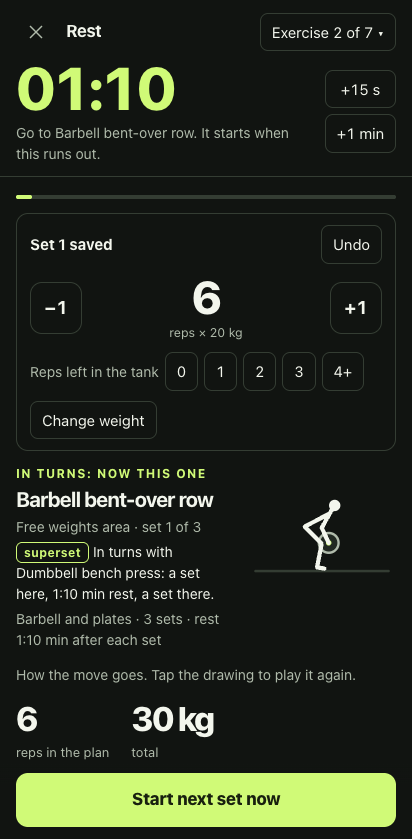 Rest
Exercise 2 of 7 ▾
01:10
+15 s
+1 min
Go to Barbell bent-over row. It starts when
this runs out.
Set 1 saved
Undo
−1
6
+1
reps × 20 kg
Reps left in the tank
0
1
2
3
4+
Change weight
IN TURNS: NOW THIS ONE
Barbell bent-over row
Free weights area · set 1 of 3
superset In turns with
Dumbbell bench press: a set
here, 1:10 min rest, a set there.
Barbell and plates · 3 sets · rest
1:10 min after each set
How the move goes. Tap the drawing to play it again.
6
reps in the plan
30 kg
total
Start next set now